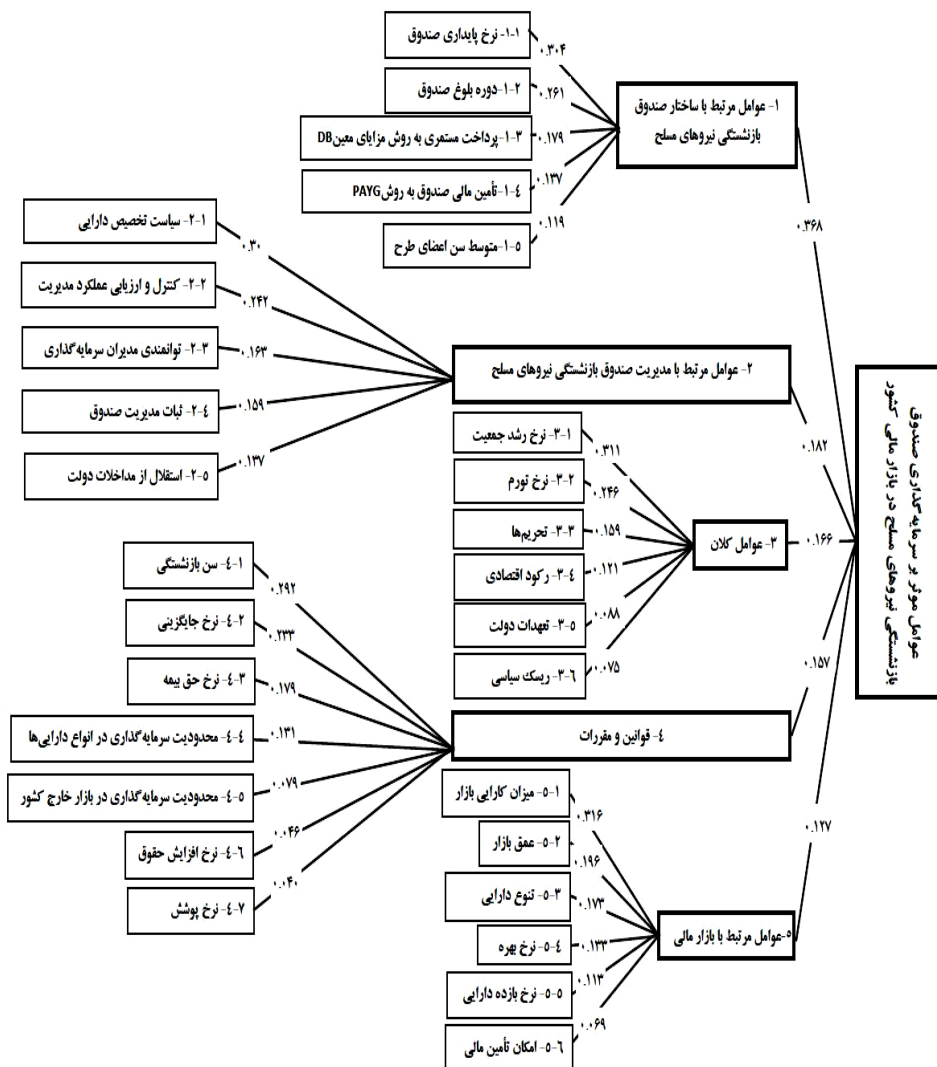 عوامل موثر بر سرمایه گذاری صندوق
بازنشستگی نیروهای مسلح در بازار مالی کشور
۰.۳۶۸
۱- عوامل مرتبط با ساختار صندوق
بازنشستگی نیروهای مسلح
۰.۳۰۴
۱-۱- نرخ پایداری صندوق
۰.۲۶۱
۱-۲-دوره بلوغ صندوق
۰.۱۷۹
۱-۳-پرداخت مستمری به روش مزایای معینDB
۰.۱۳۷
۱-۴-تأمین مالی صندوق به روشPAYG
۰.۱۱۹
۱-۵-متوسط سن اعضای طرح
۰.۱۸۲
۲- عوامل مرتبط با مدیریت صندوق بازنشستگی نیروهای مسلح
۰.۳۰
۲-۱- سیاست تخصیص دارایی
۰.۲۴۲
۲-۲- کنترل و ارزیابی عملکرد مدیریت
۰.۱۶۳
۲-۳- توانمندی مدیران سرمایه گذاری
۰.۱۵۹
۲-۴- ثبات مدیریت صندوق
۰.۱۳۷
۲-۵- استقلال از مداخلات دولت
۰.۱۶۶
۳- عوامل کلان
۰.۳۱۱
۳-۱- نرخ رشد جمعیت
۰.۲۴۶
۳-۲- نرخ تورم
۰.۱۵۹
۳-۳- تحریم‌ها
۰.۱۲۱
۳-۴- رکود اقتصادی
۰.۰۸۸
۳-۵- تعهدات دولت
۰.۰۷۵
۳-۶- ریسک سیاسی
۰.۱۵۷
۴- قوانین و مقررات
۰.۲۹۲
۴-۱- سن بازنشستگی
۰.۲۳۳
۴-۲- نرخ جایگزینی
۰.۱۷۹
۴-۳- نرخ حق بیمه
۰.۱۳۱
۴-۴- محدودیت سرمایه گذاری در انواع دارایی‌ها
۰.۰۷۹
۴-۵- محدودیت سرمایه گذاری در بازار خارج کشور
۰.۰۴۶
۴-۶- نرخ افزایش حقوق
۰.۰۴۰
۴-۷- نرخ پوشش
۰.۱۲۷
۵-عوامل مرتبط با بازار مالی
۰.۳۱۶
۵-۱- میزان کارایی بازار
۰.۱۹۶
۵-۲- عمق بازار
۰.۱۷۳
۵-۳- تنوع دارایی
۰.۱۳۳
۵-۴- نرخ بهره
۰.۱۱۳
۵-۵- نرخ بازده دارایی
۰.۰۶۹
۵-۶- امکان تأمین مالی